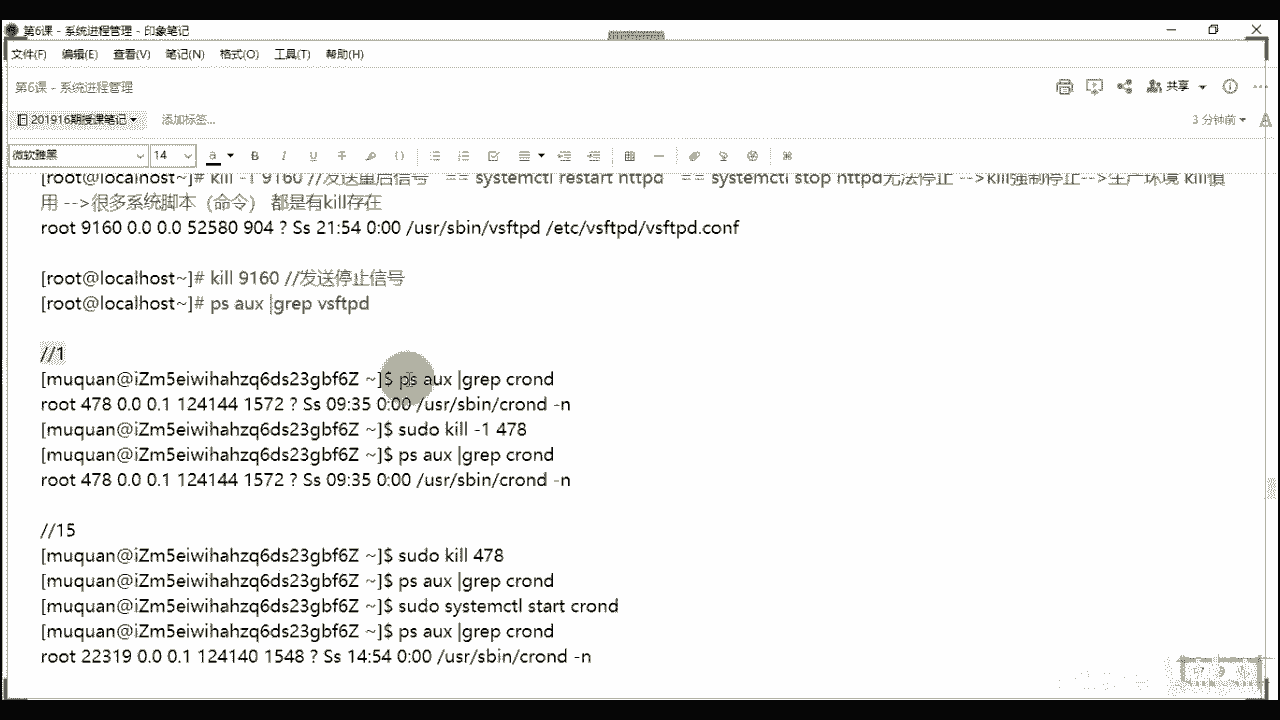 第6课 - 系统进程管理 - 印象笔记
文件(F) 编辑(E) 查看(V) 笔记(N) 格式(O) 工具(T) 帮助(H)
第6课 - 系统进程管理
共享
201916期授课笔记
添加标签...
3 分钟前
微软雅黑 14
[root@localhost~]# kill -1 9160 //发送重启信号 == systemctl restart httpd == systemctl stop httpd无法停止 -->kill强制停止-->生产环境 kill慎
用 -->很多系统脚本（命令） 都是有kill存在
root 9160 0.0 0.0 52580 904 ? Ss 21:54 0:00 /usr/sbin/vsftpd /etc/vsftpd/vsftpd.conf
[root@localhost~]# kill 9160 //发送停止信号
[root@localhost~]# ps aux |grep vsftpd
//1
[muquan@iZm5eiwihahzq6ds23gbf6Z ~]$ ps aux |grep crond
root 478 0.0 0.1 124144 1572 ? Ss 09:35 0:00 /usr/sbin/crond -n
[muquan@iZm5eiwihahzq6ds23gbf6Z ~]$ sudo kill -1 478
[muquan@iZm5eiwihahzq6ds23gbf6Z ~]$ ps aux |grep crond
root 478 0.0 0.1 124144 1572 ? Ss 09:35 0:00 /usr/sbin/crond -n
//15
[muquan@iZm5eiwihahzq6ds23gbf6Z ~]$ sudo kill 478
[muquan@iZm5eiwihahzq6ds23gbf6Z ~]$ ps aux |grep crond
[muquan@iZm5eiwihahzq6ds23gbf6Z ~]$ sudo systemctl start crond
[muquan@iZm5eiwihahzq6ds23gbf6Z ~]$ ps aux |grep crond
root 22319 0.0 0.1 124140 1548 ? Ss 14:54 0:00 /usr/sbin/crond -n